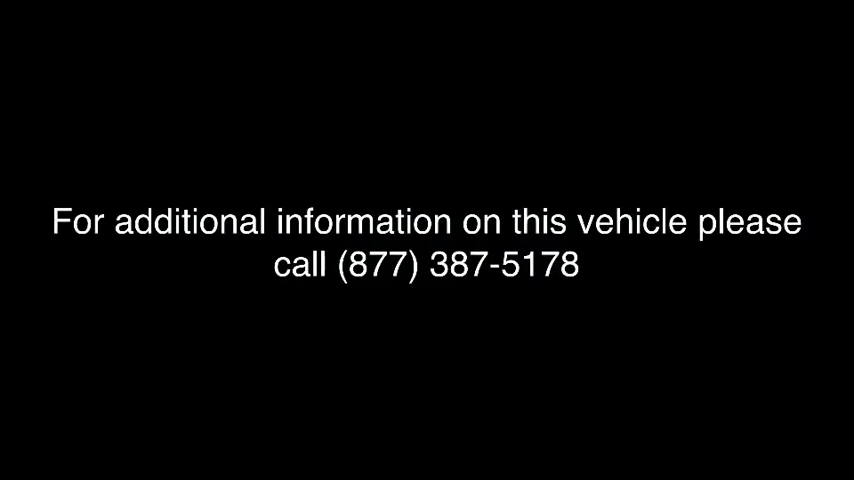 For additional information on this vehicle please
call (877) 387-5178